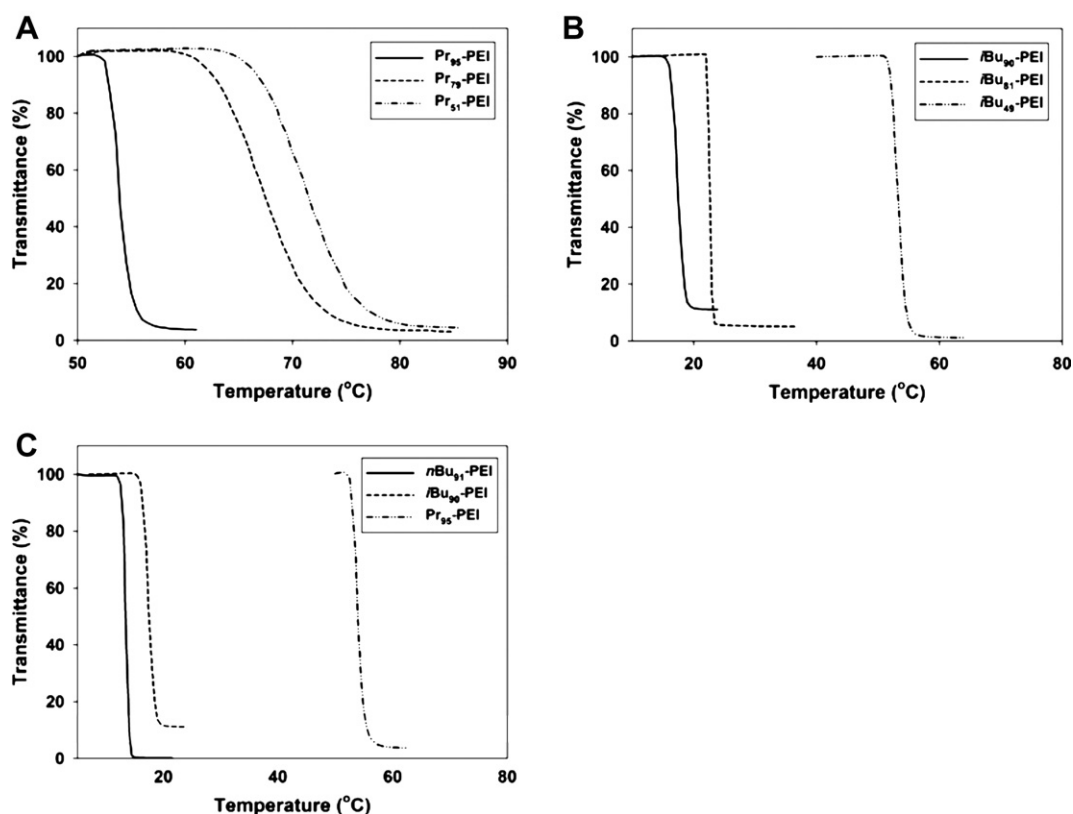 A
Transmittance (%)
100
80
60
40
20
0
Pr₉₅-PEI
Pr₇₉-PEI
Pr₅₁-PEI
50 60 70 80 90
Temperature (°C)
B
Transmittance (%)
100
80
60
40
20
0
iBu₉₀-PEI
iBu₈₁-PEI
iBu₄₉-PEI
20 40 60 80
Temperature (°C)
C
Transmittance (%)
100
80
60
40
20
0
nBu₉₁-PEI
iBu₉₀-PEI
Pr₉₅-PEI
20 40 60 80
Temperature (°C)